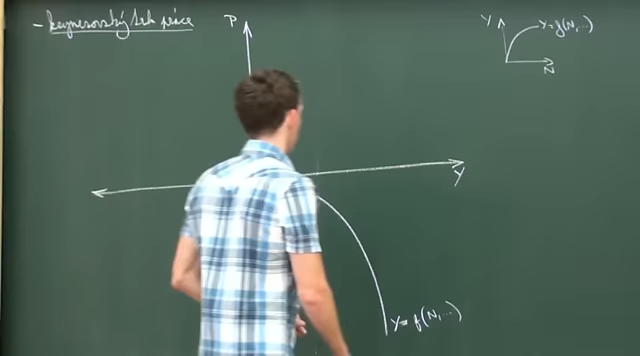 - keynesovský trh práce
P
Y
Y
Y=f(N,...)
N
Y= f(N,...)